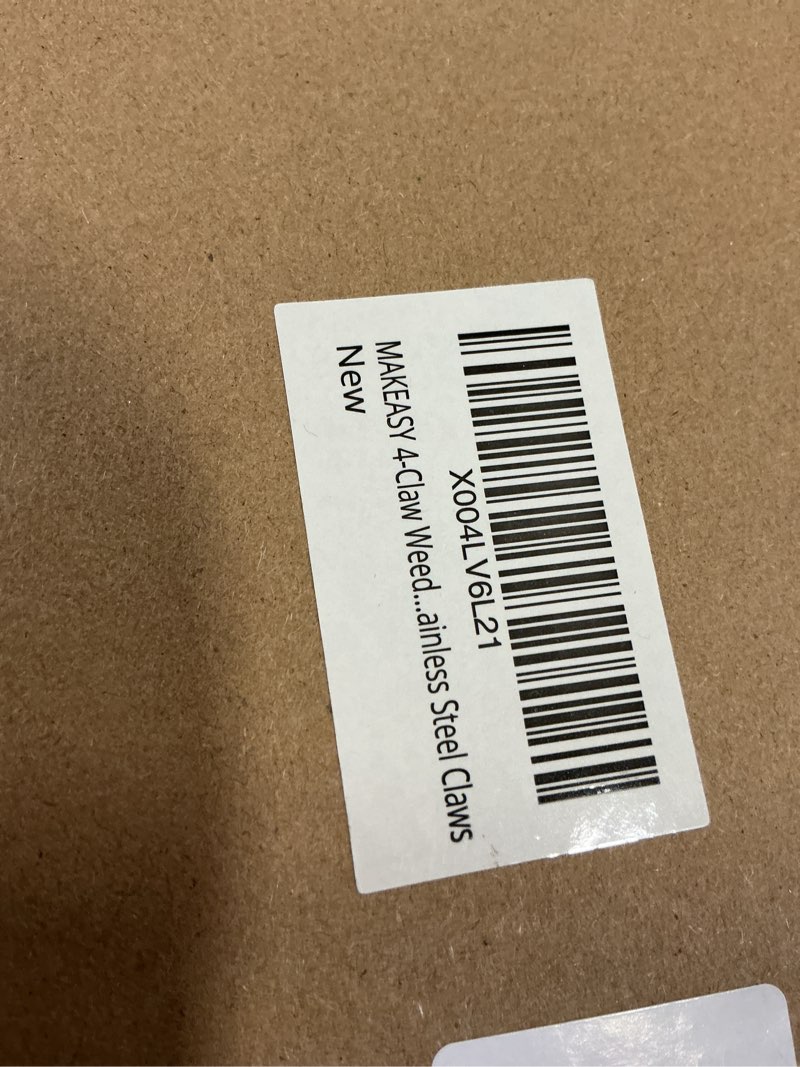 X004LV6L21
MAKEASY 4-Claw Weed...ainless Steel Claws
New